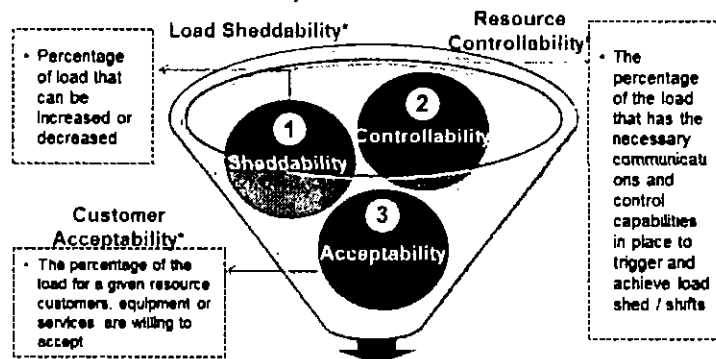 Load Sheddability*
Resource
Controllability*
• Percentage
of load that
can be
Increased or
decreased
• The
percentage
of the load
that has the
necessary
communicati
ons and
control
capabilities
in place to
trigger and
achieve load
shed / shifts
1
Sheddability
2
Controllability
3
Acceptability
Customer
Acceptability*
• The percentage of the
load for a given resource
customers, equipment or
services are willing to
accept